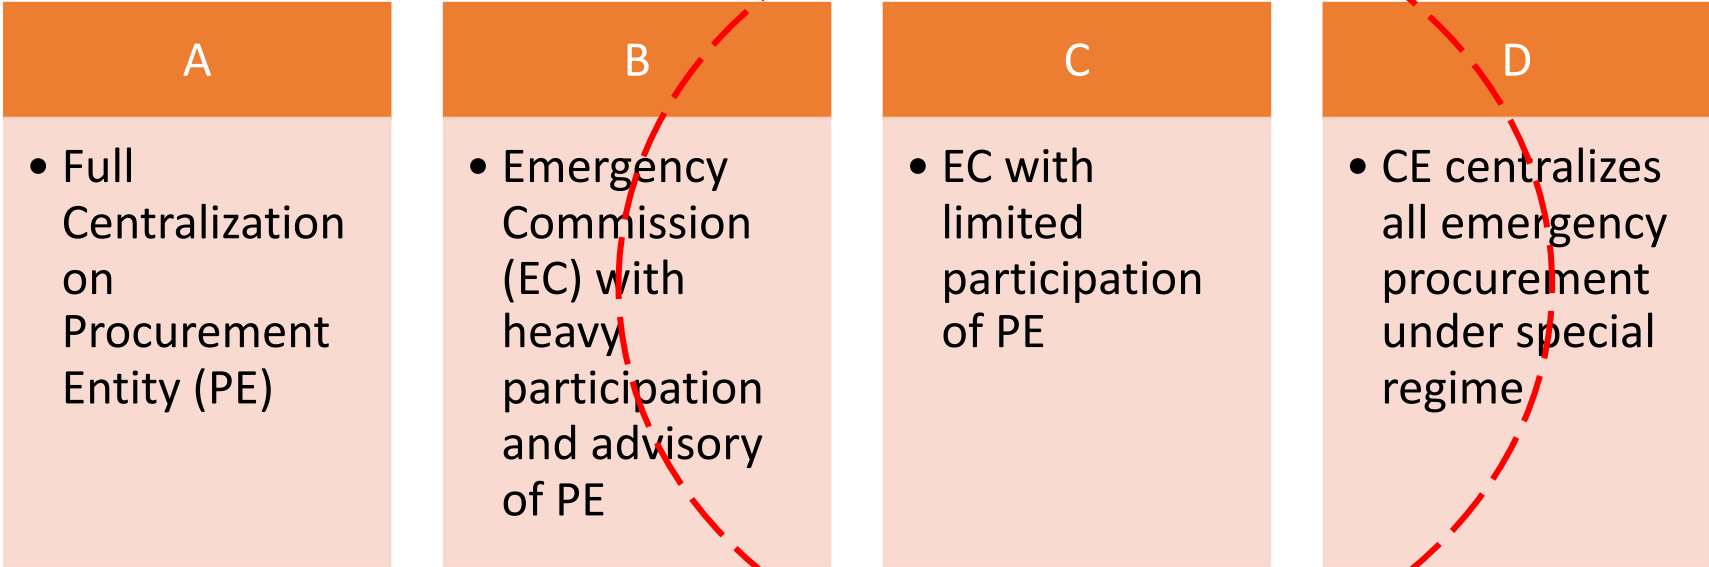 A
• Full
Centralization
on
Procurement
Entity (PE)
B
• Emergency
Commission
(EC) with
heavy
participation
and advisory
of PE
C
• EC with
limited
participation
of PE
D
• CE centralizes
all emergency
procurement
under special
regime